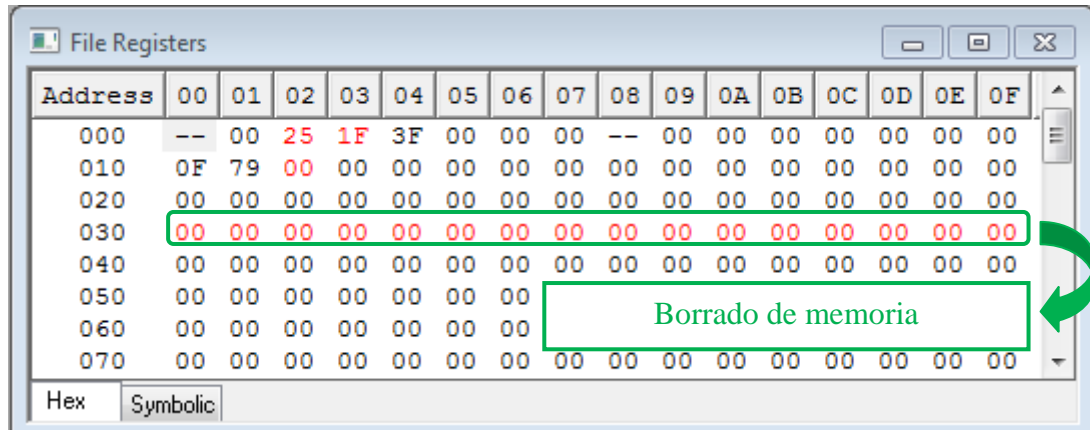 File Registers
Address 00 01 02 03 04 05 06 07 08 09 0A 0B 0C 0D 0E 0F
000 -- 00 25 1F 3F 00 00 00 -- 00 00 00 00 00 00 00
010 0F 79 00 00 00 00 00 00 00 00 00 00 00 00 00 00
020 00 00 00 00 00 00 00 00 00 00 00 00 00 00 00 00
030 00 00 00 00 00 00 00 00 00 00 00 00 00 00 00 00
040 00 00 00 00 00 00 00 00 00 00 00 00 00 00 00 00
050 00 00 00 00 00 00 00
Borrado de memoria
060 00 00 00 00 00 00 00
070 00 00 00 00 00 00 00 00 00 00 00 00 00 00 00 00
Hex Symbolic